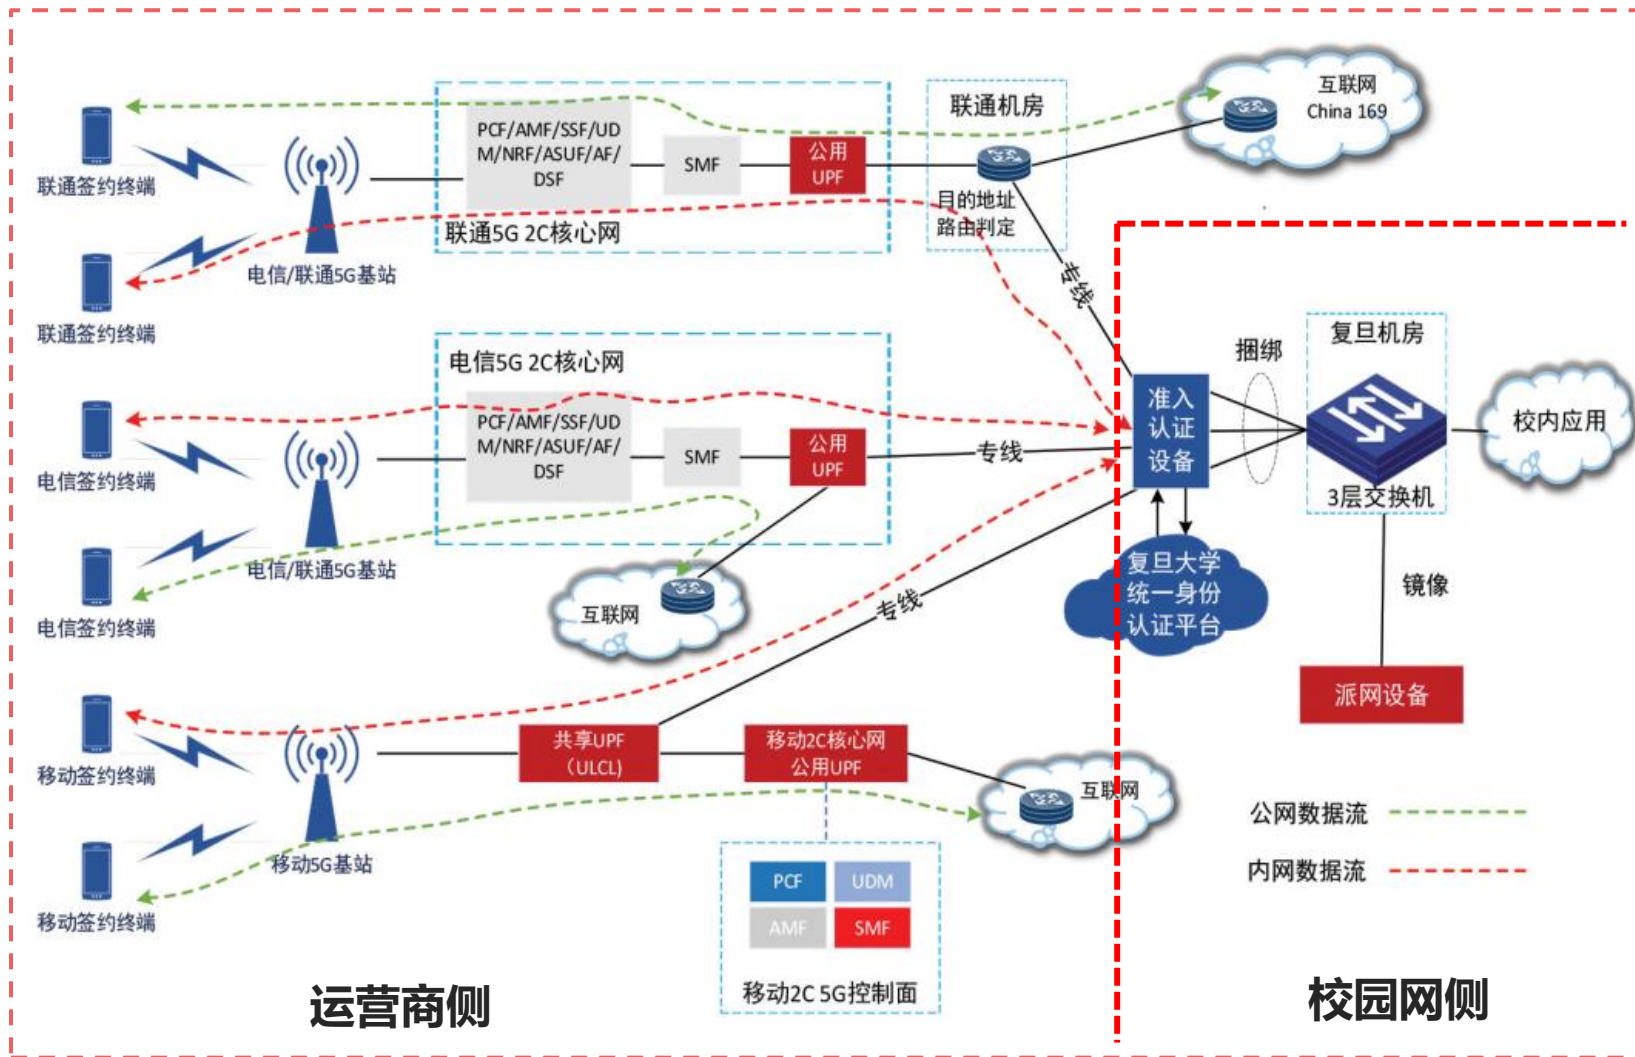 联通签约终端
联通签约终端
电信/联通5G基站
PCF/AMF/SSF/UD
M/NRF/ASUF/AF/
DSF
SMF
公用
UPF
联通5G 2C核心网
联通机房
目的地址
路由判定
互联网
China 169
专线
电信签约终端
电信签约终端
电信/联通5G基站
电信5G 2C核心网
PCF/AMF/SSF/UD
M/NRF/ASUF/AF/
DSF
SMF
公用
UPF
专线
互联网
专线
移动签约终端
移动签约终端
移动5G基站
共享UPF
（ULCL)
移动2C核心网
公用UPF
互联网
PCF
UDM
AMF
SMF
移动2C 5G控制面
运营商侧
准入
认证
设备
捆绑
复旦机房
3层交换机
校内应用
复旦大学
统一身份
认证平台
镜像
派网设备
公网数据流
内网数据流
校园网侧